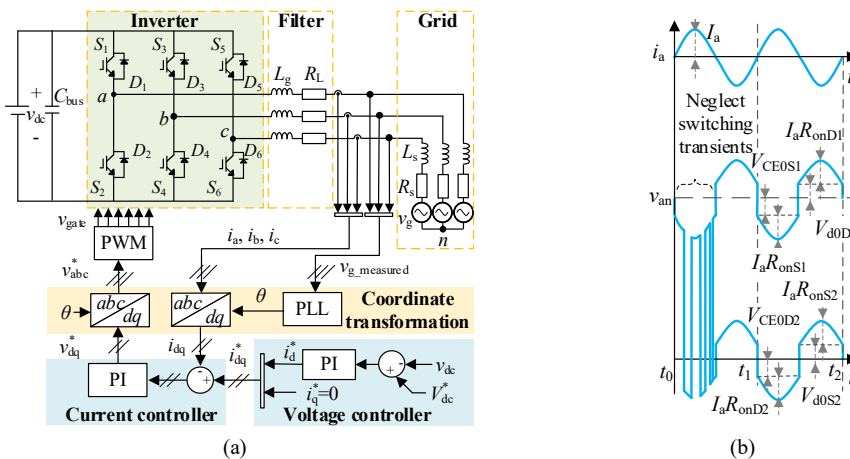 Inverter
Filter
Grid
S1
S3
S5
D1
D3
D5
Lg
RL
+
vdc
-
Cbus
a
b
c
D2
D4
D6
S2
S4
S6
Ls
Rs
vg
n
vgate
PWM
ia, ib, ic
vg_measured
v*abc
θ
abc
dq
abc
dq
θ
PLL
Coordinate
transformation
v*dq
idq
i*dq
i*d
PI
-
+
PI
+
-
vdc
V*dc
i*q=0
Current controller
Voltage controller
(a)
Ia
ia
t
Neglect
switching
transients
VCE0S1
IaRonD1
van
IaRonS1
Vd0D
IaRonS2
VCE0D2
t0
t1
t2
t
IaRonD2
Vd0S2
(b)